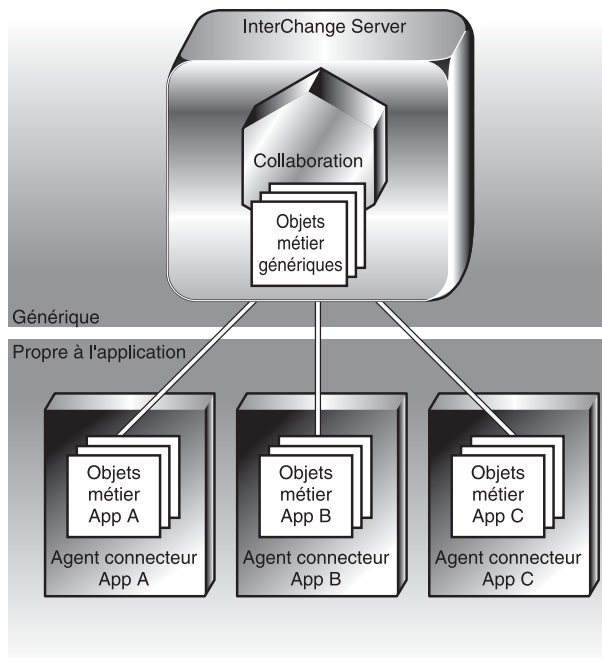 InterChange Server
Collaboration
Objets
métier
génériques
Générique
Propre à l'application
Objets
métier
App A
Agent connecteur
App A
Objets
métier
App B
Agent connecteur
App B
Objets
métier
App C
Agent connecteur
App C